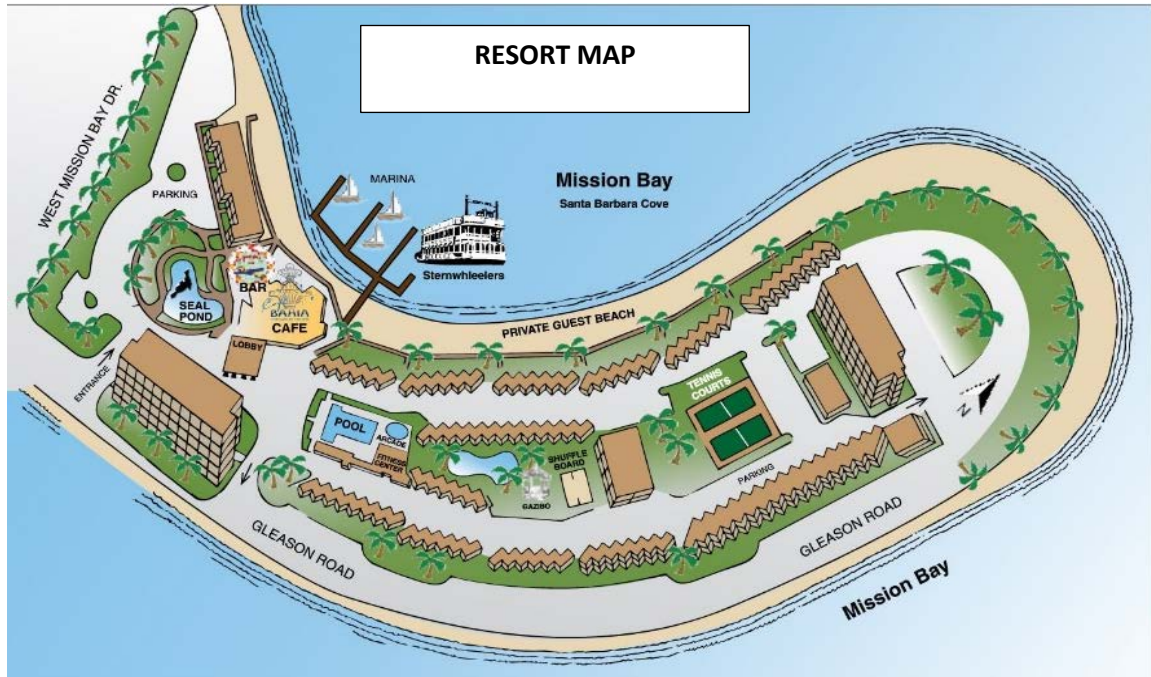 RESORT MAP
WEST MISSION BAY DR.
PARKING
MARINA
Mission Bay
Santa Barbara Cove
Sternwhleelers
BAR
BAHIA
CAFE
SEAL
POND
LOBBY
ENTRANCE
PRIVATE GUEST BEACH
TENNIS
COURTS
POOL
ARCADE
FITNESS
CENTER
SHUFFLE
BOARD
GAZIBO
PARKING
N
GLEASON ROAD
GLEASON ROAD
Mission Bay